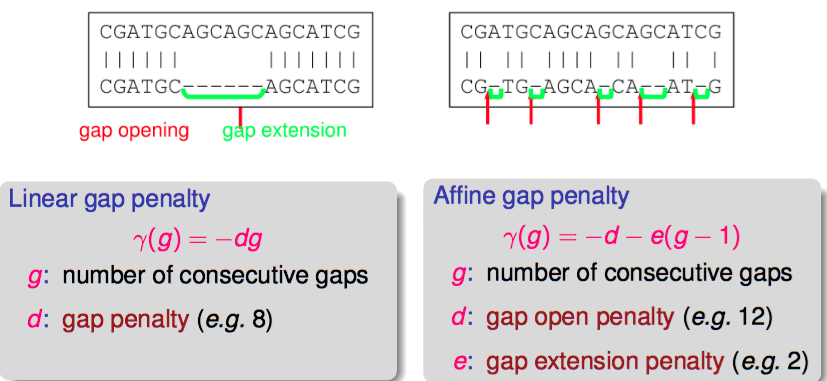 CGATGCAGCAGCAGCATCG
CGATGC------AGCATCG
gap opening gap extension
CGATGCAGCAGCAGCATCG
CG-TG-AGCA-CA--AT-G
Linear gap penalty
γ(g) = −dg
g: number of consecutive gaps
d: gap penalty (e.g. 8)
Affine gap penalty
γ(g) = −d − e(g − 1)
g: number of consecutive gaps
d: gap open penalty (e.g. 12)
e: gap extension penalty (e.g. 2)